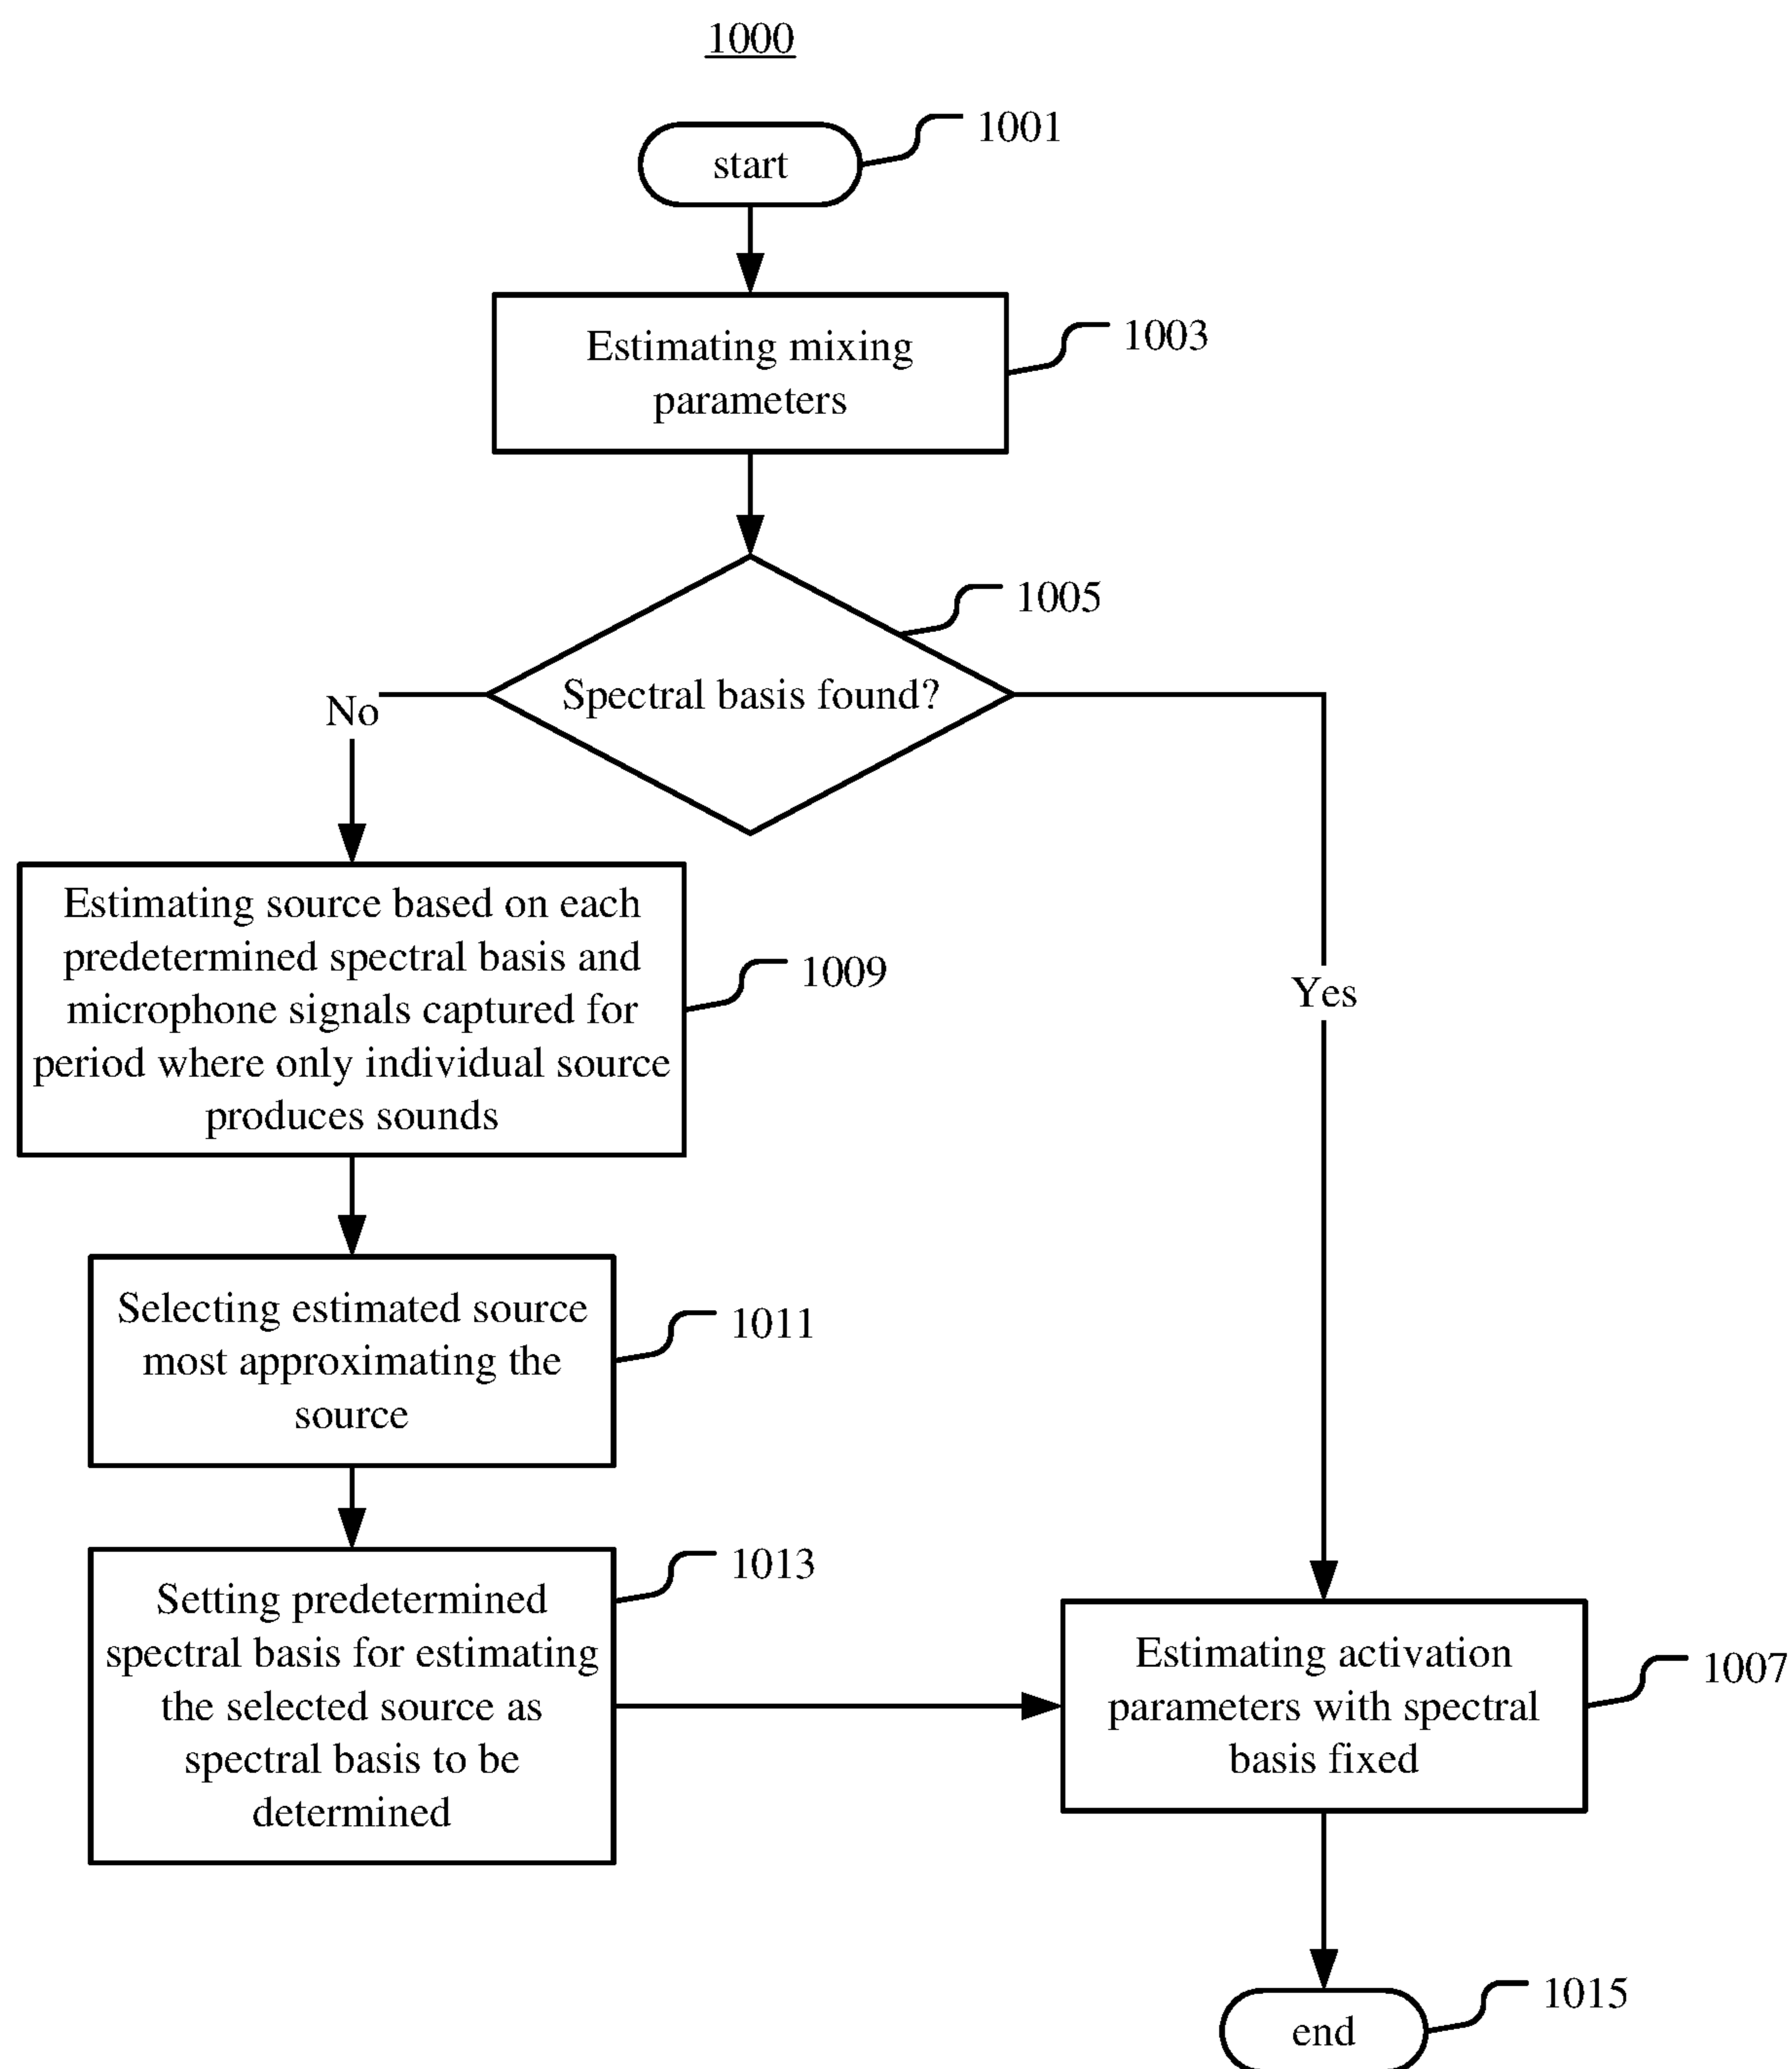 1000
start
1001
Estimating mixing
parameters
1003
Spectral basis found?
1005
No
Yes
Estimating source based on each
predetermined spectral basis and
microphone signals captured for
period where only individual source
produces sounds
1009
Selecting estimated source
most approximating the
source
1011
Setting predetermined
spectral basis for estimating
the selected source as
spectral basis to be
determined
1013
Estimating activation
parameters with spectral
basis fixed
1007
end
1015